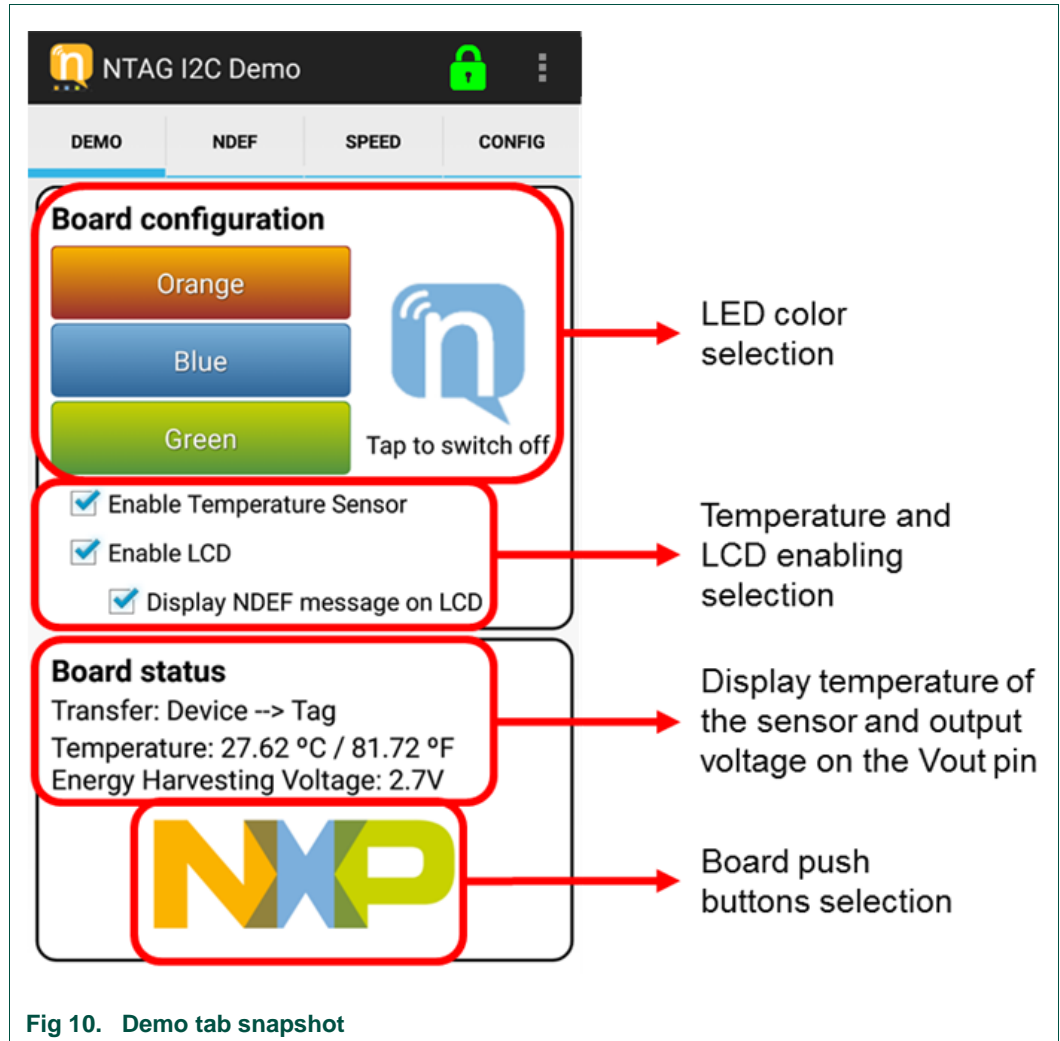 NTAG I2C Demo
DEMO NDEF SPEED CONFIG
Board configuration
Orange
Blue
Green
Tap to switch off
LED color
selection
Enable Temperature Sensor
Enable LCD
Display NDEF message on LCD
Temperature and
LCD enabling
selection
Board status
Transfer: Device --> Tag
Temperature: 27.62 ºC / 81.72 ºF
Energy Harvesting Voltage: 2.7V
Display temperature of
the sensor and output
voltage on the Vout pin
NXP
Board push
buttons selection
Fig 10. Demo tab snapshot